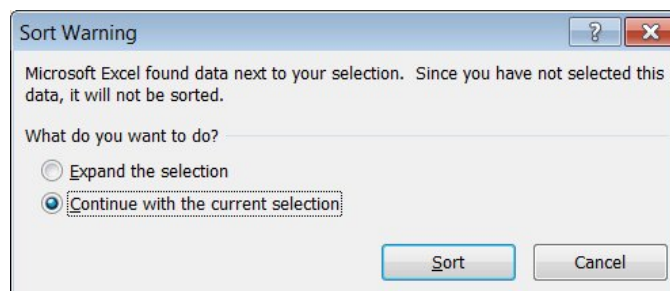 Sort Warning
Microsoft Excel found data next to your selection.  Since you have not selected this
data, it will not be sorted.
What do you want to do?
Expand the selection
Continue with the current selection
Sort
Cancel